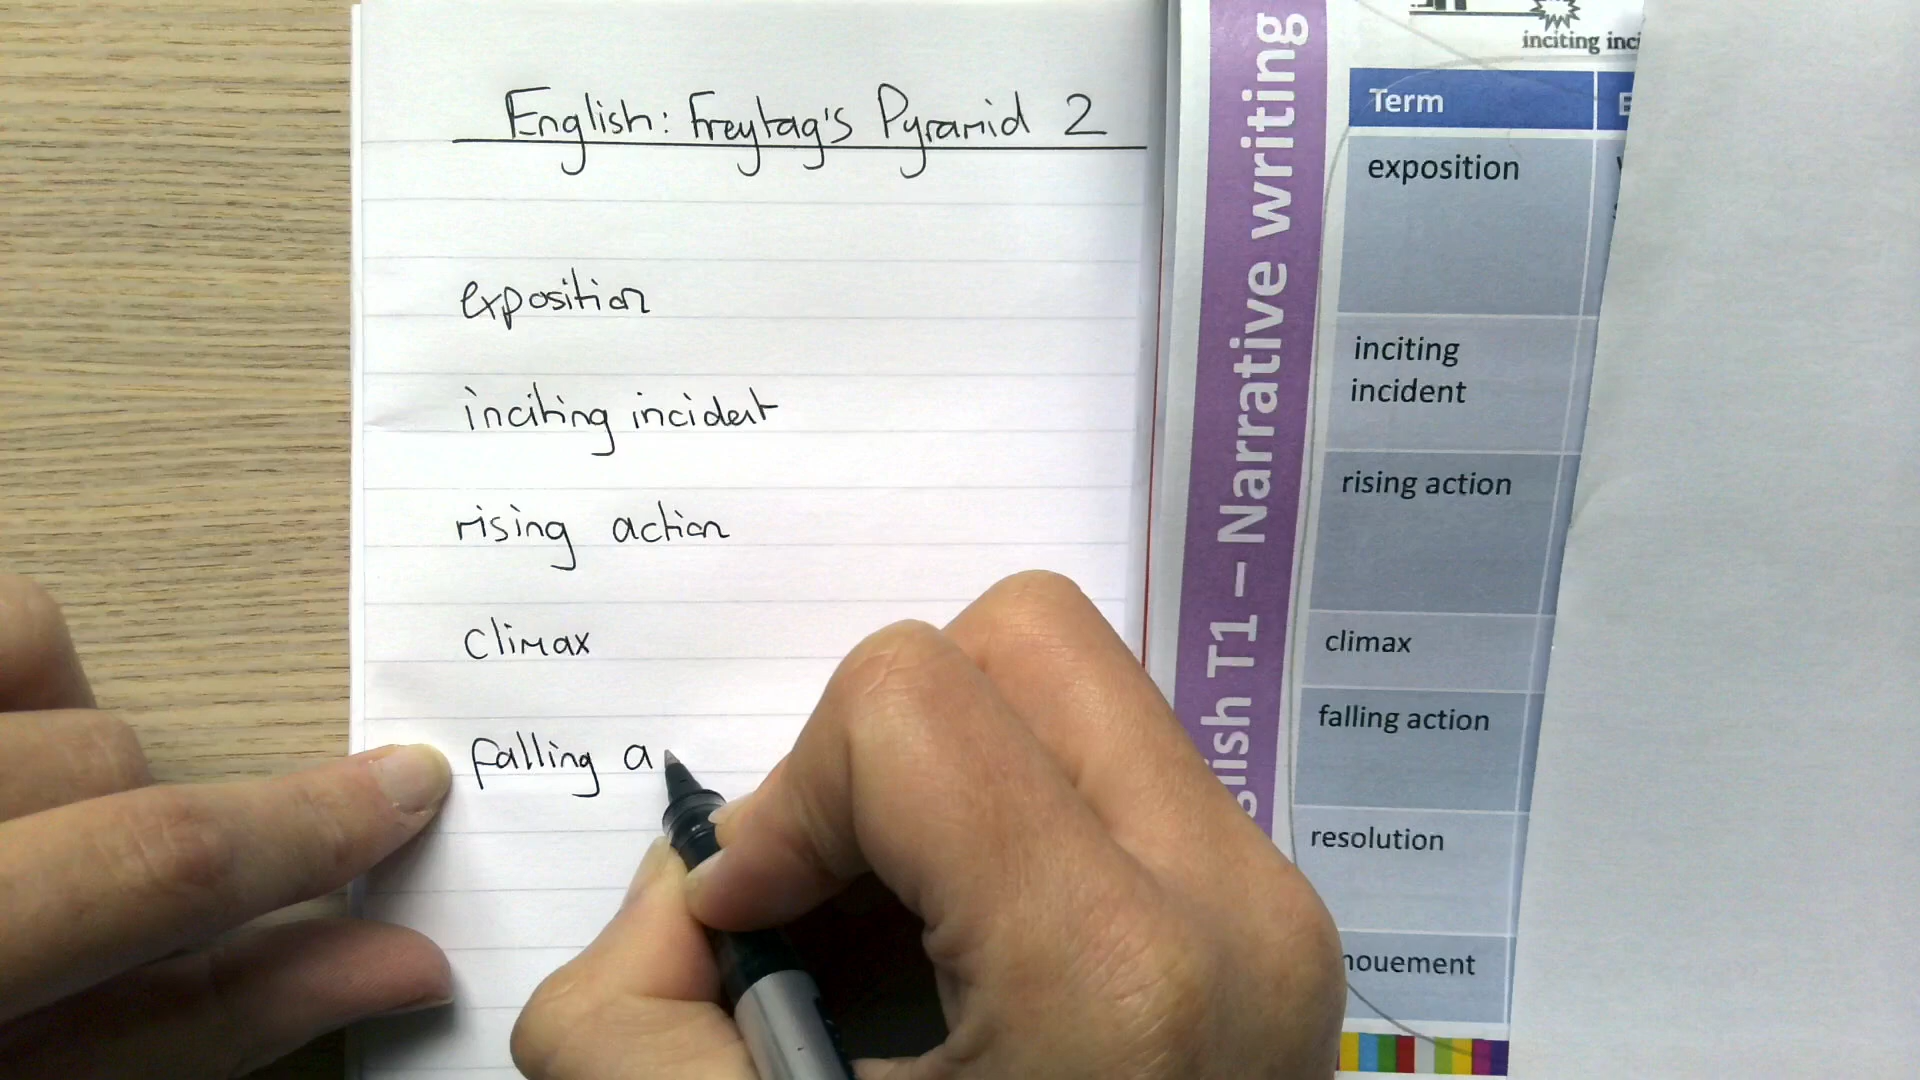 English: Freytag's Pyramid 2
exposition
inciting incident
rising action
climax
falling a
English T1 – Narrative writing
inciting inci
Term
exposition
inciting
incident
rising action
climax
falling action
resolution
nouement